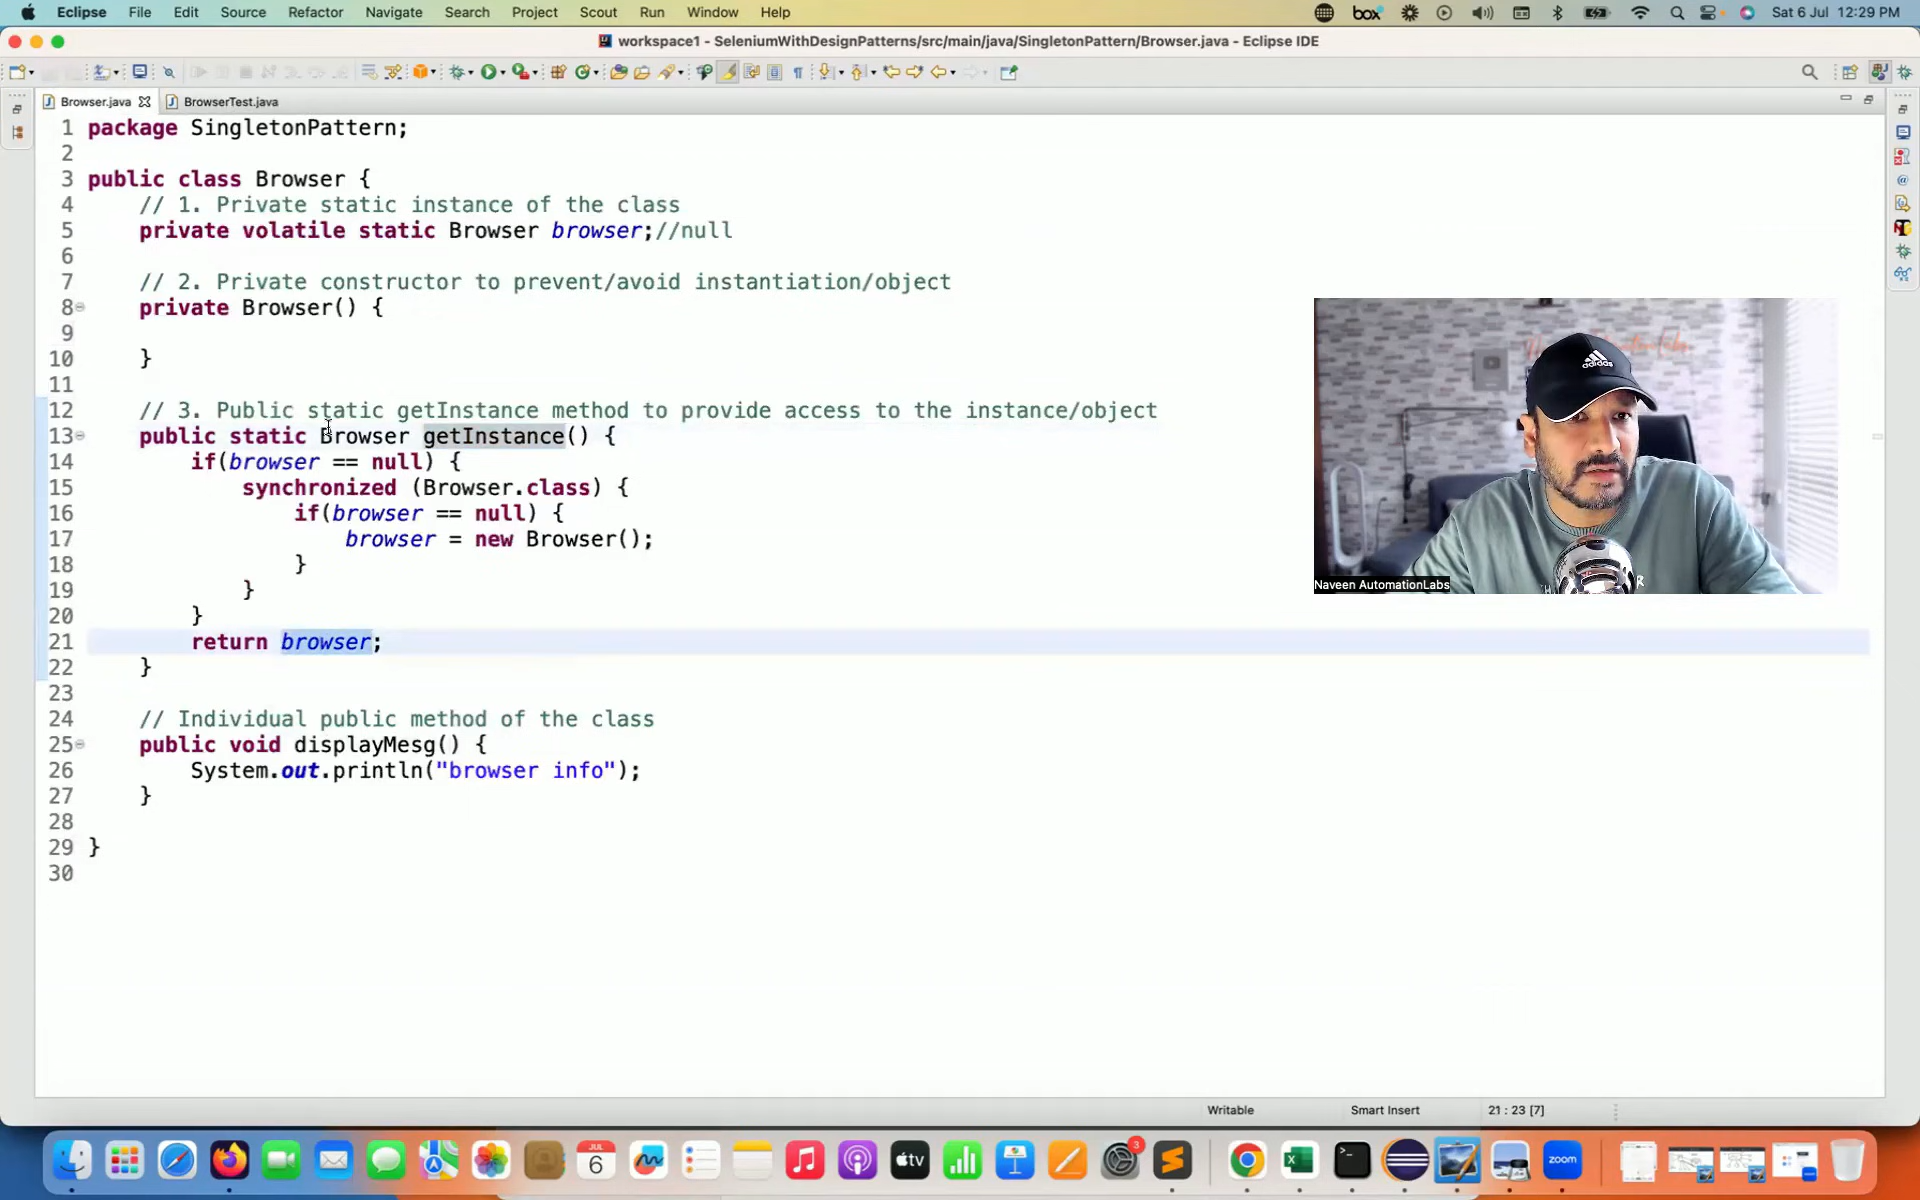 Eclipse File Edit Source Refactor Navigate Search Project Scout Run Window Help box Sat 6 Jul 12:29 PM
workspace1 - SeleniumWithDesignPatterns/src/main/java/SingletonPattern/Browser.java - Eclipse IDE
Browser.java BrowserTest.java
1 package SingletonPattern;
2
3 public class Browser {
4 // 1. Private static instance of the class
5 private volatile static Browser browser;//null
6
7 // 2. Private constructor to prevent/avoid instantiation/object
8 private Browser() {
9
10 }
11
12 // 3. Public static getInstance method to provide access to the instance/object
13 public static Browser getInstance() {
14 if(browser == null) {
15 synchronized (Browser.class) {
16 if(browser == null) {
17 browser = new Browser();
18 }
19 }
20 }
21 return browser;
22 }
23
24 // Individual public method of the class
25 public void displayMesg() {
26 System.out.println("browser info");
27 }
28
29 }
30
Naveen AutomationLabs
Writable Smart Insert 21 : 23 [7]
JUL
6
tv
3
zoom